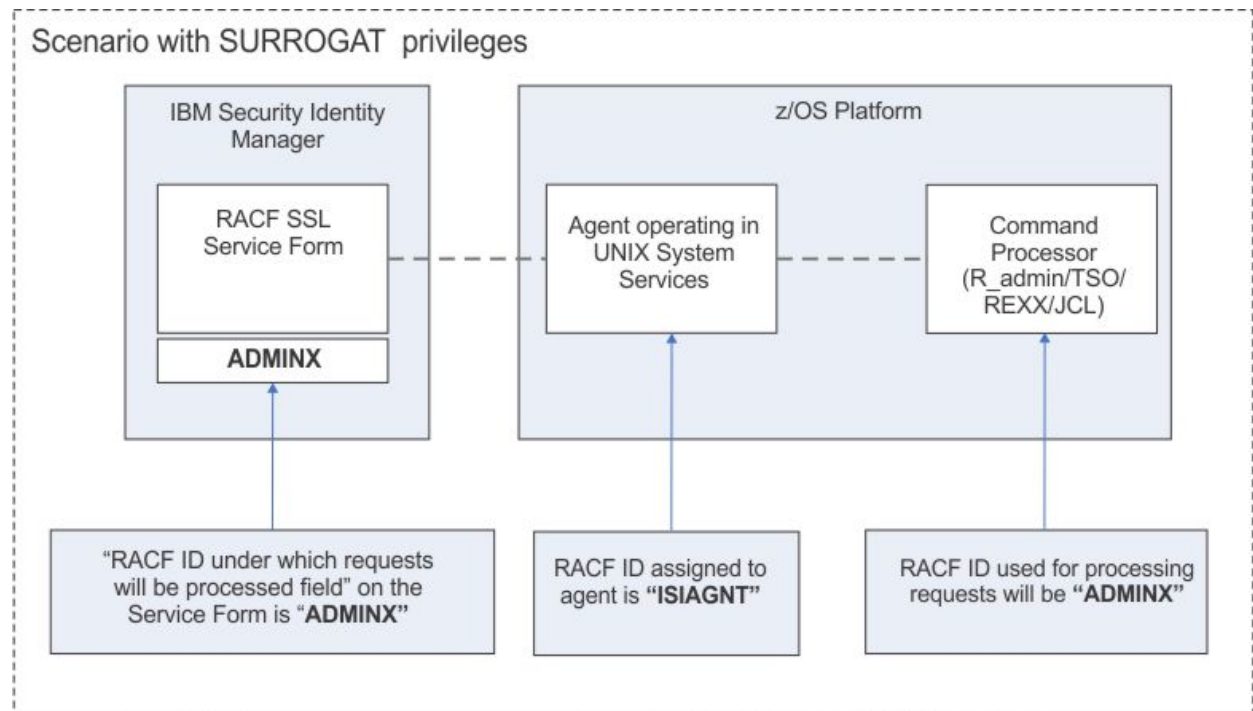 Scenario with SURROGAT privileges
IBM Security Identity
Manager
RACF SSL
Service Form
ADMINX
z/OS Platform
Agent operating in
UNIX System
Services
Command
Processor
(R_admin/TSO/
REXX/JCL)
“RACF ID under which requests
will be processed field” on the
Service Form is “ADMINX”
RACF ID assigned to
agent is “ISIAGNT”
RACF ID used for processing
requests will be “ADMINX”